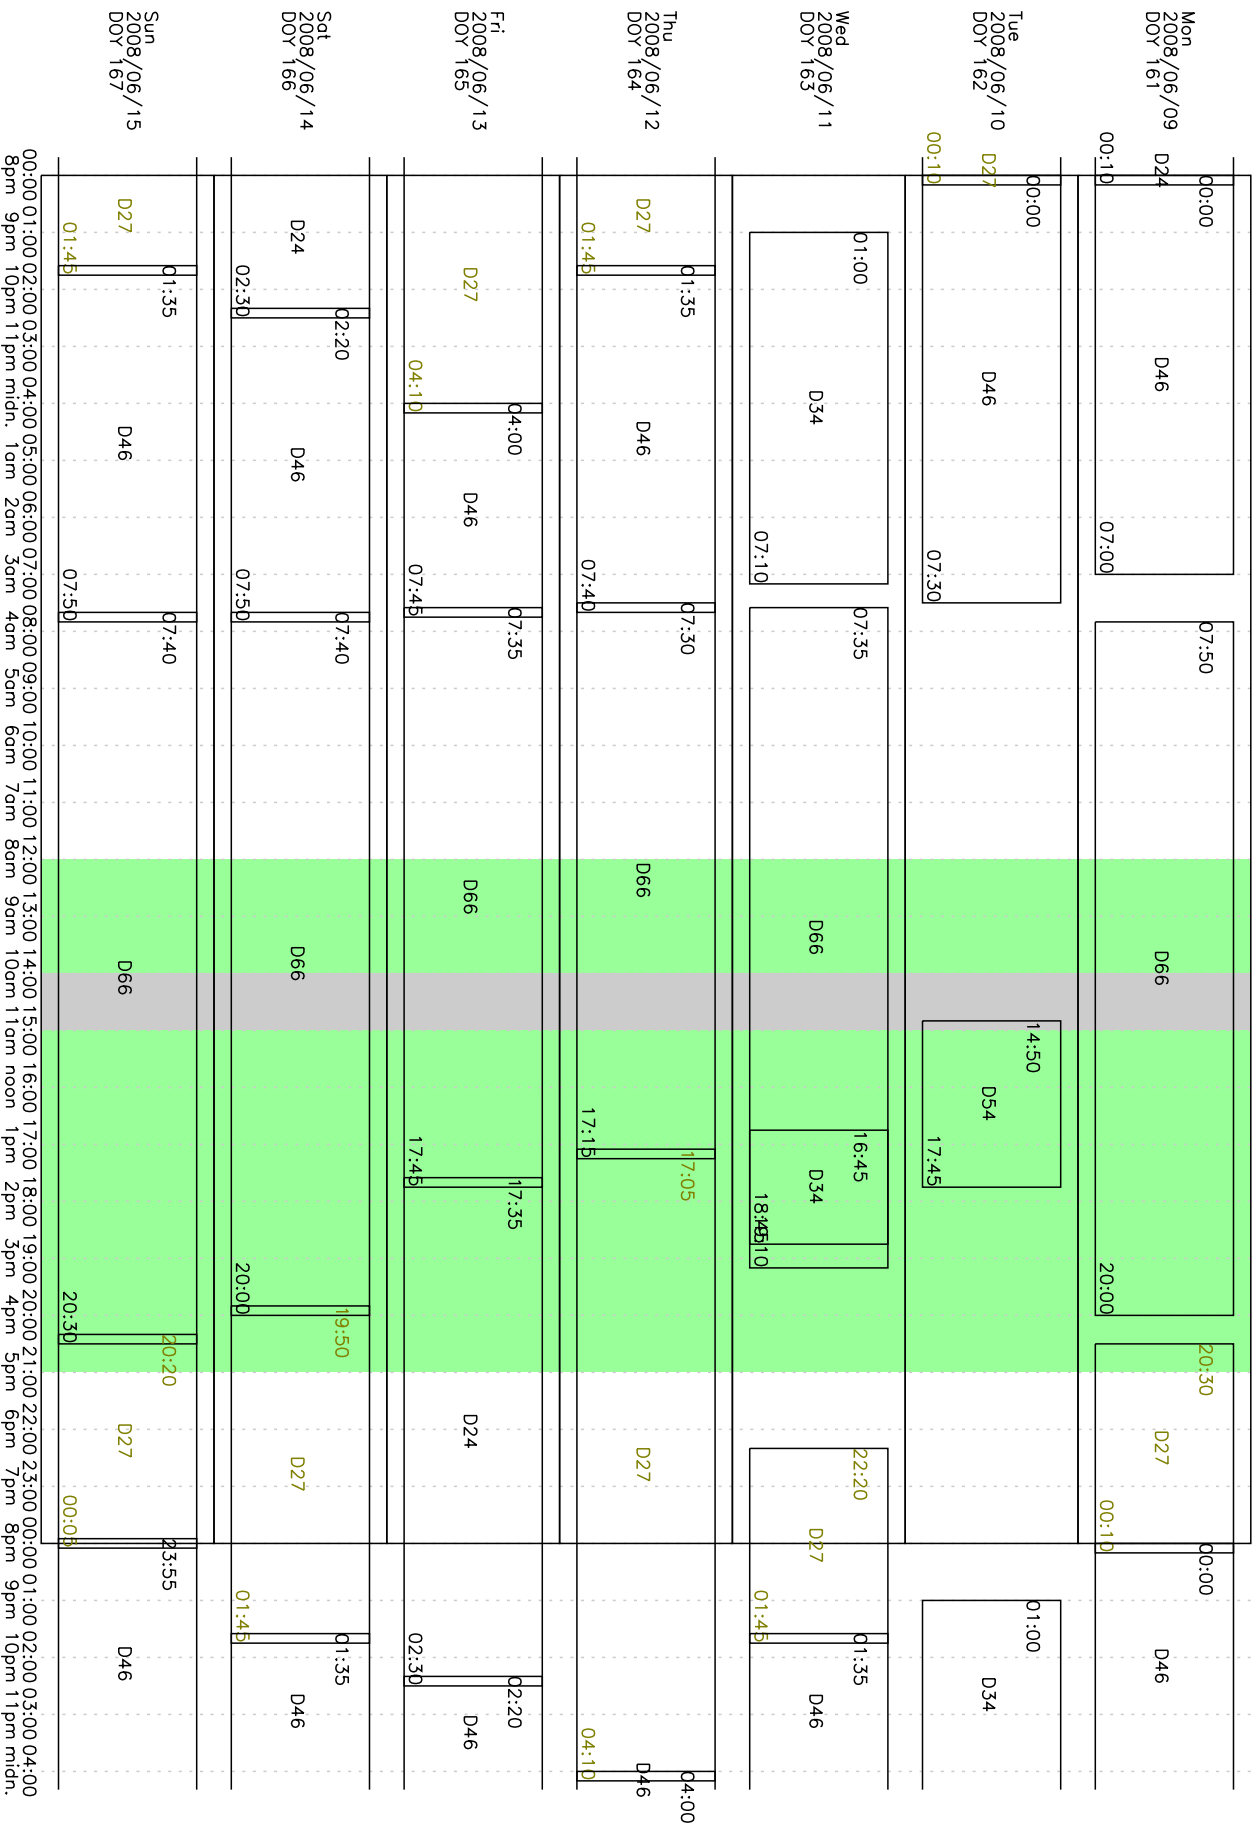 Mon
2008/06/09
DOY 161
00:00
D24
00:10
D46
07:00
07:50
D66
20:00
20:30
D27
00:10
00:00
D46
Tue
2008/06/10
DOY 162
D27
00:10
00:00
D46
07:30
14:50
D54
17:45
01:00
D34
Wed
2008/06/11
DOY 163
01:00
D34
07:10
07:35
D66
16:45
D34
18:45
19:10
22:20
D27
01:45
01:35
D46
Thu
2008/06/12
DOY 164
D27
01:45
01:35
D46
07:40
07:30
D66
17:15
17:05
D27
04:10
04:00
D46
Fri
2008/06/13
DOY 165
D27
04:10
04:00
D46
07:45
07:35
D66
17:45
17:35
D24
02:30
02:20
D46
Sat
2008/06/14
DOY 166
D24
02:30
02:20
D46
07:50
07:40
D66
20:00
19:50
D27
01:45
01:35
D46
Sun
2008/06/15
DOY 167
D27
01:45
01:35
D46
07:50
07:40
D66
20:30
20:20
D27
00:05
23:55
D46
00:00 01:00 02:00 03:00 04:00 05:00 06:00 07:00 08:00 09:00 10:00 11:00 12:00 13:00 14:00 15:00 16:00 17:00 18:00 19:00 20:00 21:00 22:00 23:00 00:00 01:00 02:00 03:00 04:00
8pm 9pm 10pm 11pm midn. 1am 2am 3am 4am 5am 6am 7am 8am 9am 10am 11am noon 1pm 2pm 3pm 4pm 5pm 6pm 7pm 8pm 9pm 10pm 11pm midn.